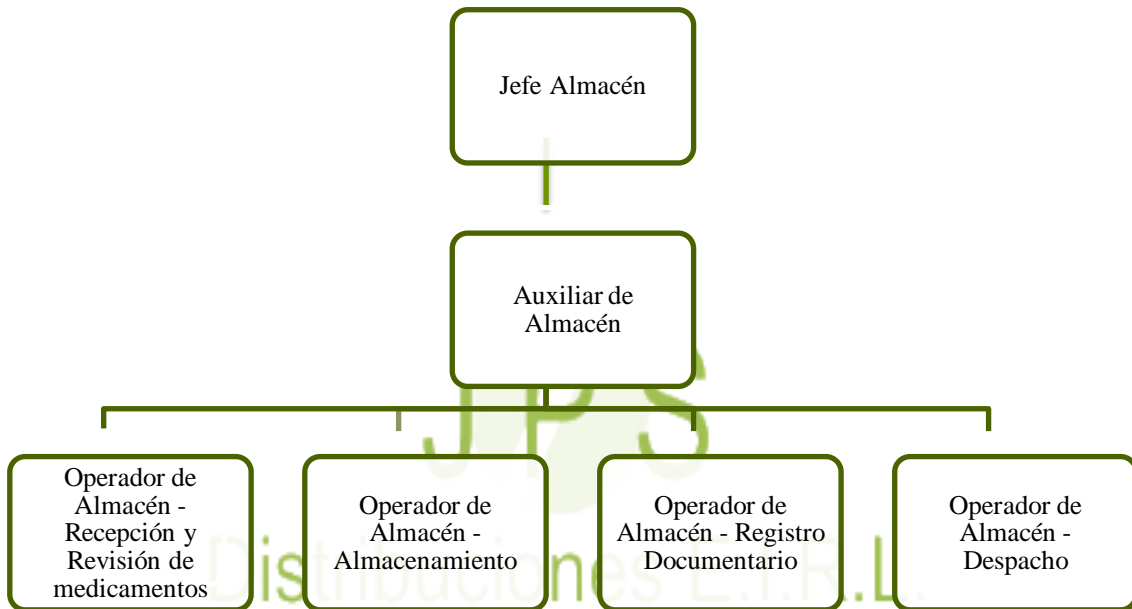 Jefe Almacén
Auxiliar de
Almacén
JPS
Operador de
Almacén -
Recepción y
Revisión de
medicamentos
Operador de
Almacén -
Almacenamiento
Operador de
Almacén - Registro
Documentario
Operador de
Almacén -
Despacho
Distribuciones E.I.R.L.